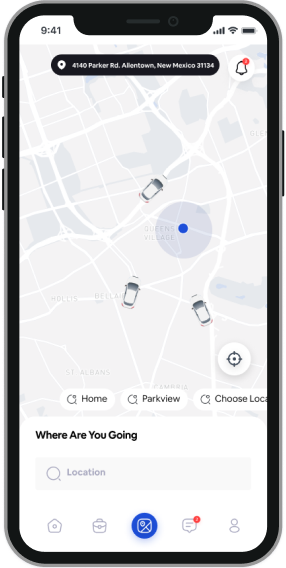 9:41
4140 Parker Rd. Allentown, New Mexico 31134
QUEENS
VILLAGE
HOLLIS
ST. ALBANS
CAMBRIA
Home
Parkview
Choose Loca
Where Are You Going
Location